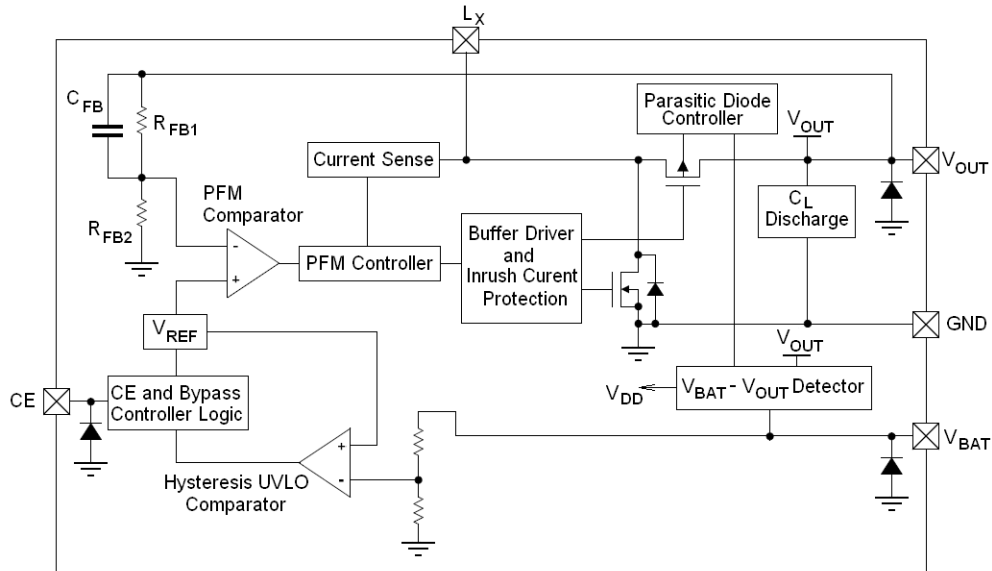 LX
CFB
RFB1
Parasitic Diode
Controller
VOUT
Current Sense
VOUT
PFM
Comparator
CL
Discharge
RFB2
-
+
PFM Controller
Buffer Driver
and
Inrush Curent
Protection
VREF
GND
VOUT
CE
CE and Bypass
Controller Logic
VDD
VBAT - VOUT Detector
+
-
VBAT
Hysteresis UVLO
Comparator